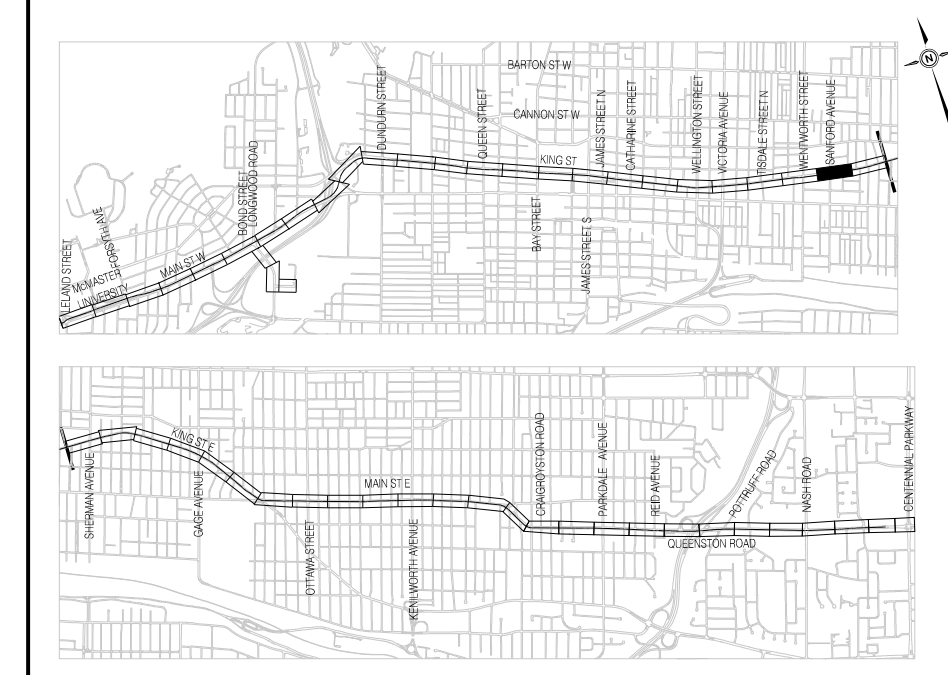 N
BARTON ST W
CANNON ST W
DUNDURN STREET
QUEEN STREET
JAMES STREET N
CATHARINE STREET
WELLINGTON STREET
VICTORIA AVENUE
TISDALE STREET N
WENTWORTH STREET
SANFORD AVENUE
KING ST
BOND STREET
LONGWOOD ROAD
BAY STREET
JAMES STREET S
LELAND STREET
FORSYTH AVE
McMASTER
UNIVERSITY
MAIN ST W
KING ST E
SHERMAN AVENUE
GAGE AVENUE
OTTAWA STREET
MAIN ST E
KENILWORTH AVENUE
CRAIGROYSTON ROAD
PARKDALE AVENUE
REID AVENUE
QUEENSTON ROAD
POTTRUFF ROAD
NASH ROAD
CENTENNIAL PARKWAY